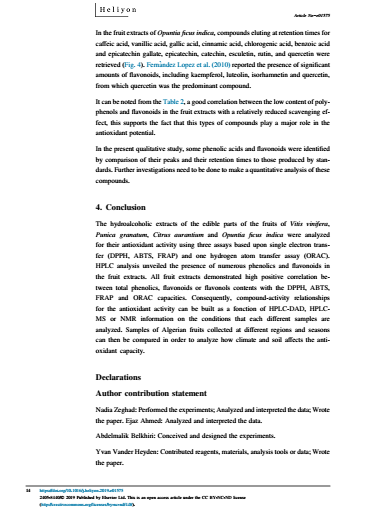 Heliyon
Article No~e01575
In the fruit extracts of Opuntia ficus indica, compounds eluting at retention times for
caffeic acid, vanillic acid, gallic acid, cinnamic acid, chlorogenic acid, benzoic acid
and epicatechin gallate, epicatechin, catechin, esculetin, rutin, and quercetin were
retrieved (Fig. 4). Fernández Lopez et al. (2010) reported the presence of significant
amounts of flavonoids, including kaempferol, luteolin, isorhamnetin and quercetin,
from which quercetin was the predominant compound.
It can be noted from the Table 2, a good correlation between the low content of poly-
phenols and flavonoids in the fruit extracts with a relatively reduced scavenging ef-
fect, this supports the fact that this types of compounds play a major role in the
antioxidant potential.
In the present qualitative study, some phenolic acids and flavonoids were identified
by comparison of their peaks and their retention times to those produced by stan-
dards. Further investigations need to be done to make a quantitative analysis of these
compounds.
4. Conclusion
The hydroalcoholic extracts of the edible parts of the fruits of Vitis vinifera,
Punica granatum, Citrus aurantium and Opuntia ficus indica were analyzed
for their antioxidant activity using three assays based upon single electron trans-
fer (DPPH, ABTS, FRAP) and one hydrogen atom transfer assay (ORAC).
HPLC analysis unveiled the presence of numerous phenolics and flavonoids in
the fruit extracts. All fruit extracts demonstrated high positive correlation be-
tween total phenolics, flavonoids or flavonols contents with the DPPH, ABTS,
FRAP and ORAC capacities. Consequently, compound-activity relationships
for the antioxidant activity can be built as a fonction of HPLC-DAD, HPLC-
MS or NMR information on the conditions that each different samples are
analyzed. Samples of Algerian fruits collected at different regions and seasons
can then be compared in order to analyze how climate and soil affects the anti-
oxidant capacity.
Declarations
Author contribution statement
Nadia Zeghad: Performed the experiments; Analyzed and interpreted the data; Wrote
the paper. Ejaz Ahmed: Analyzed and interpreted the data.
Abdelmalik Belkhiri: Conceived and designed the experiments.
Yvan Vander Heyden: Contributed reagents, materials, analysis tools or data; Wrote
the paper.
https://doi.org/10.1016/j.heliyon.2019.e01575
2405-8440/© 2019 Published by Elsevier Ltd. This is an open access article under the CC BY-NC-ND license
(http://creativecommons.org/licenses/by-nc-nd/4.0/).